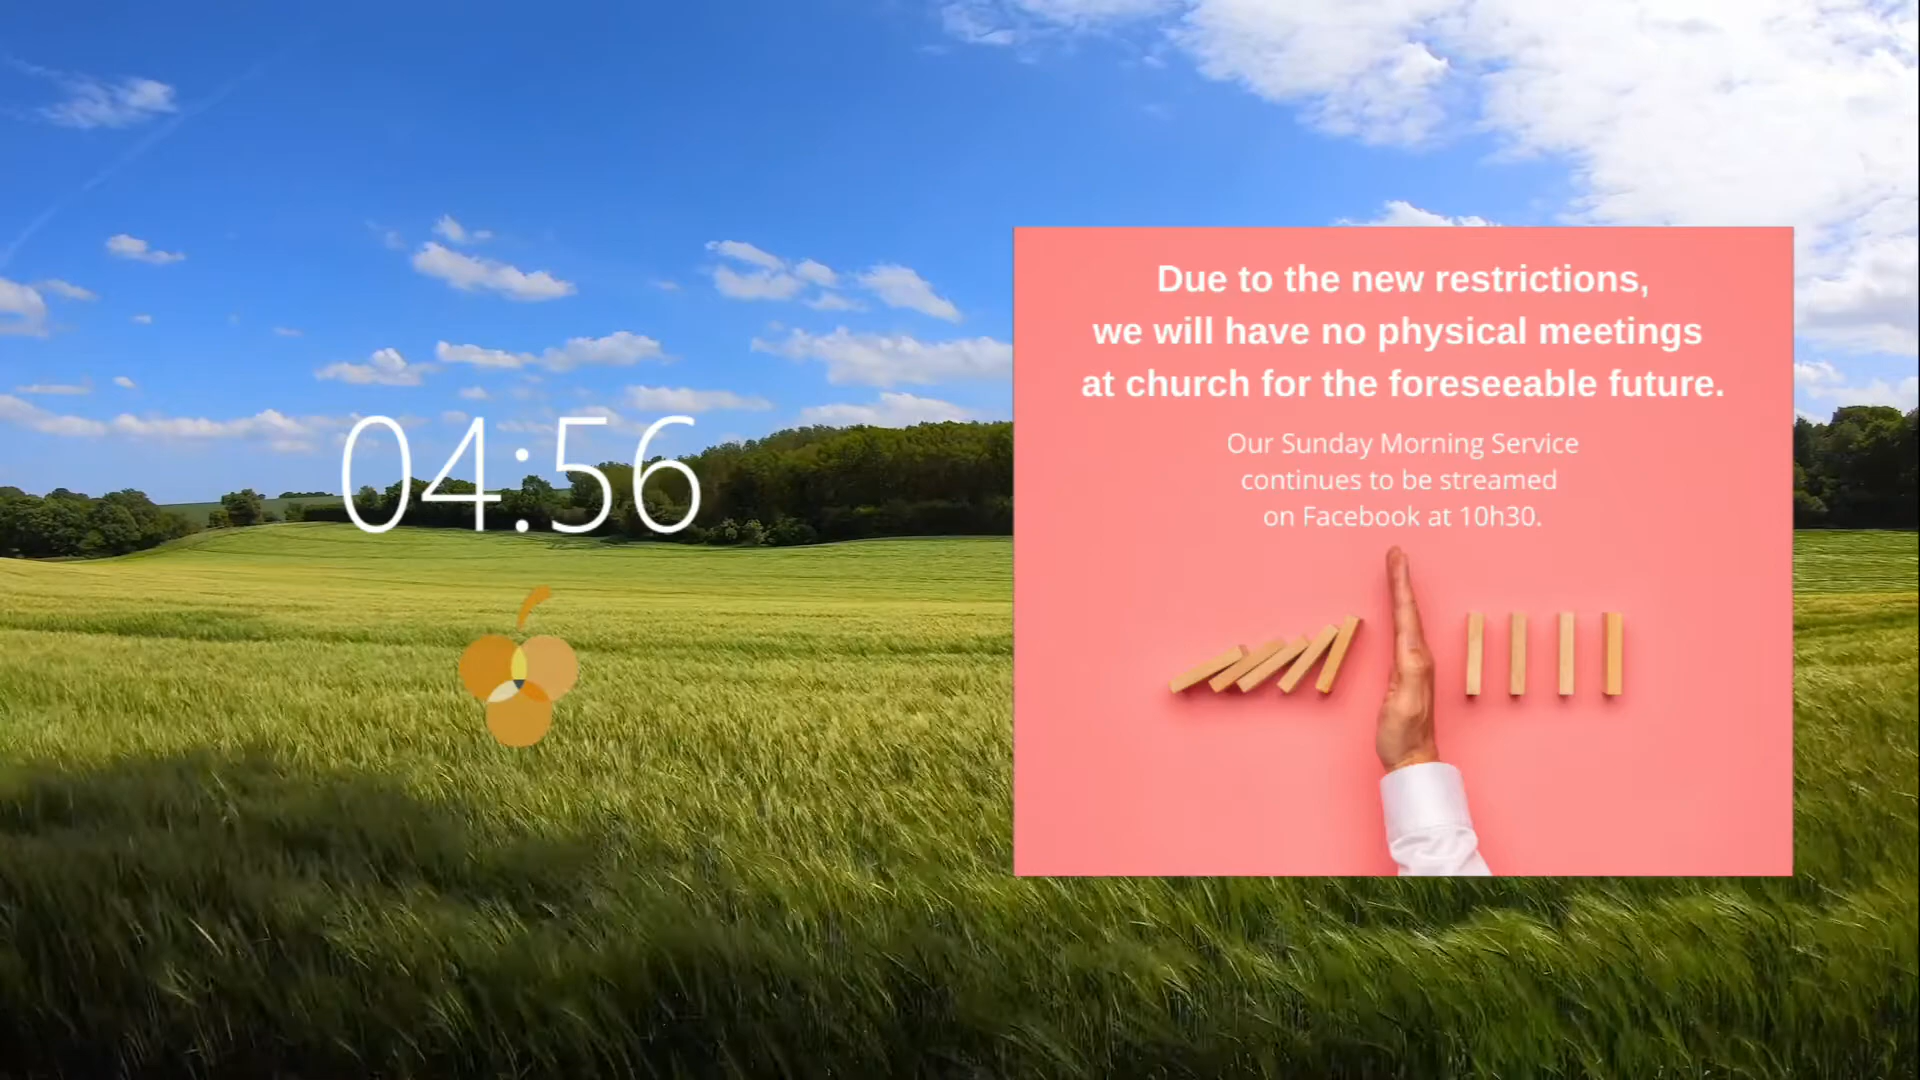 04:56
Due to the new restrictions,
we will have no physical meetings
at church for the foreseeable future.
Our Sunday Morning Service
continues to be streamed
on Facebook at 10h30.